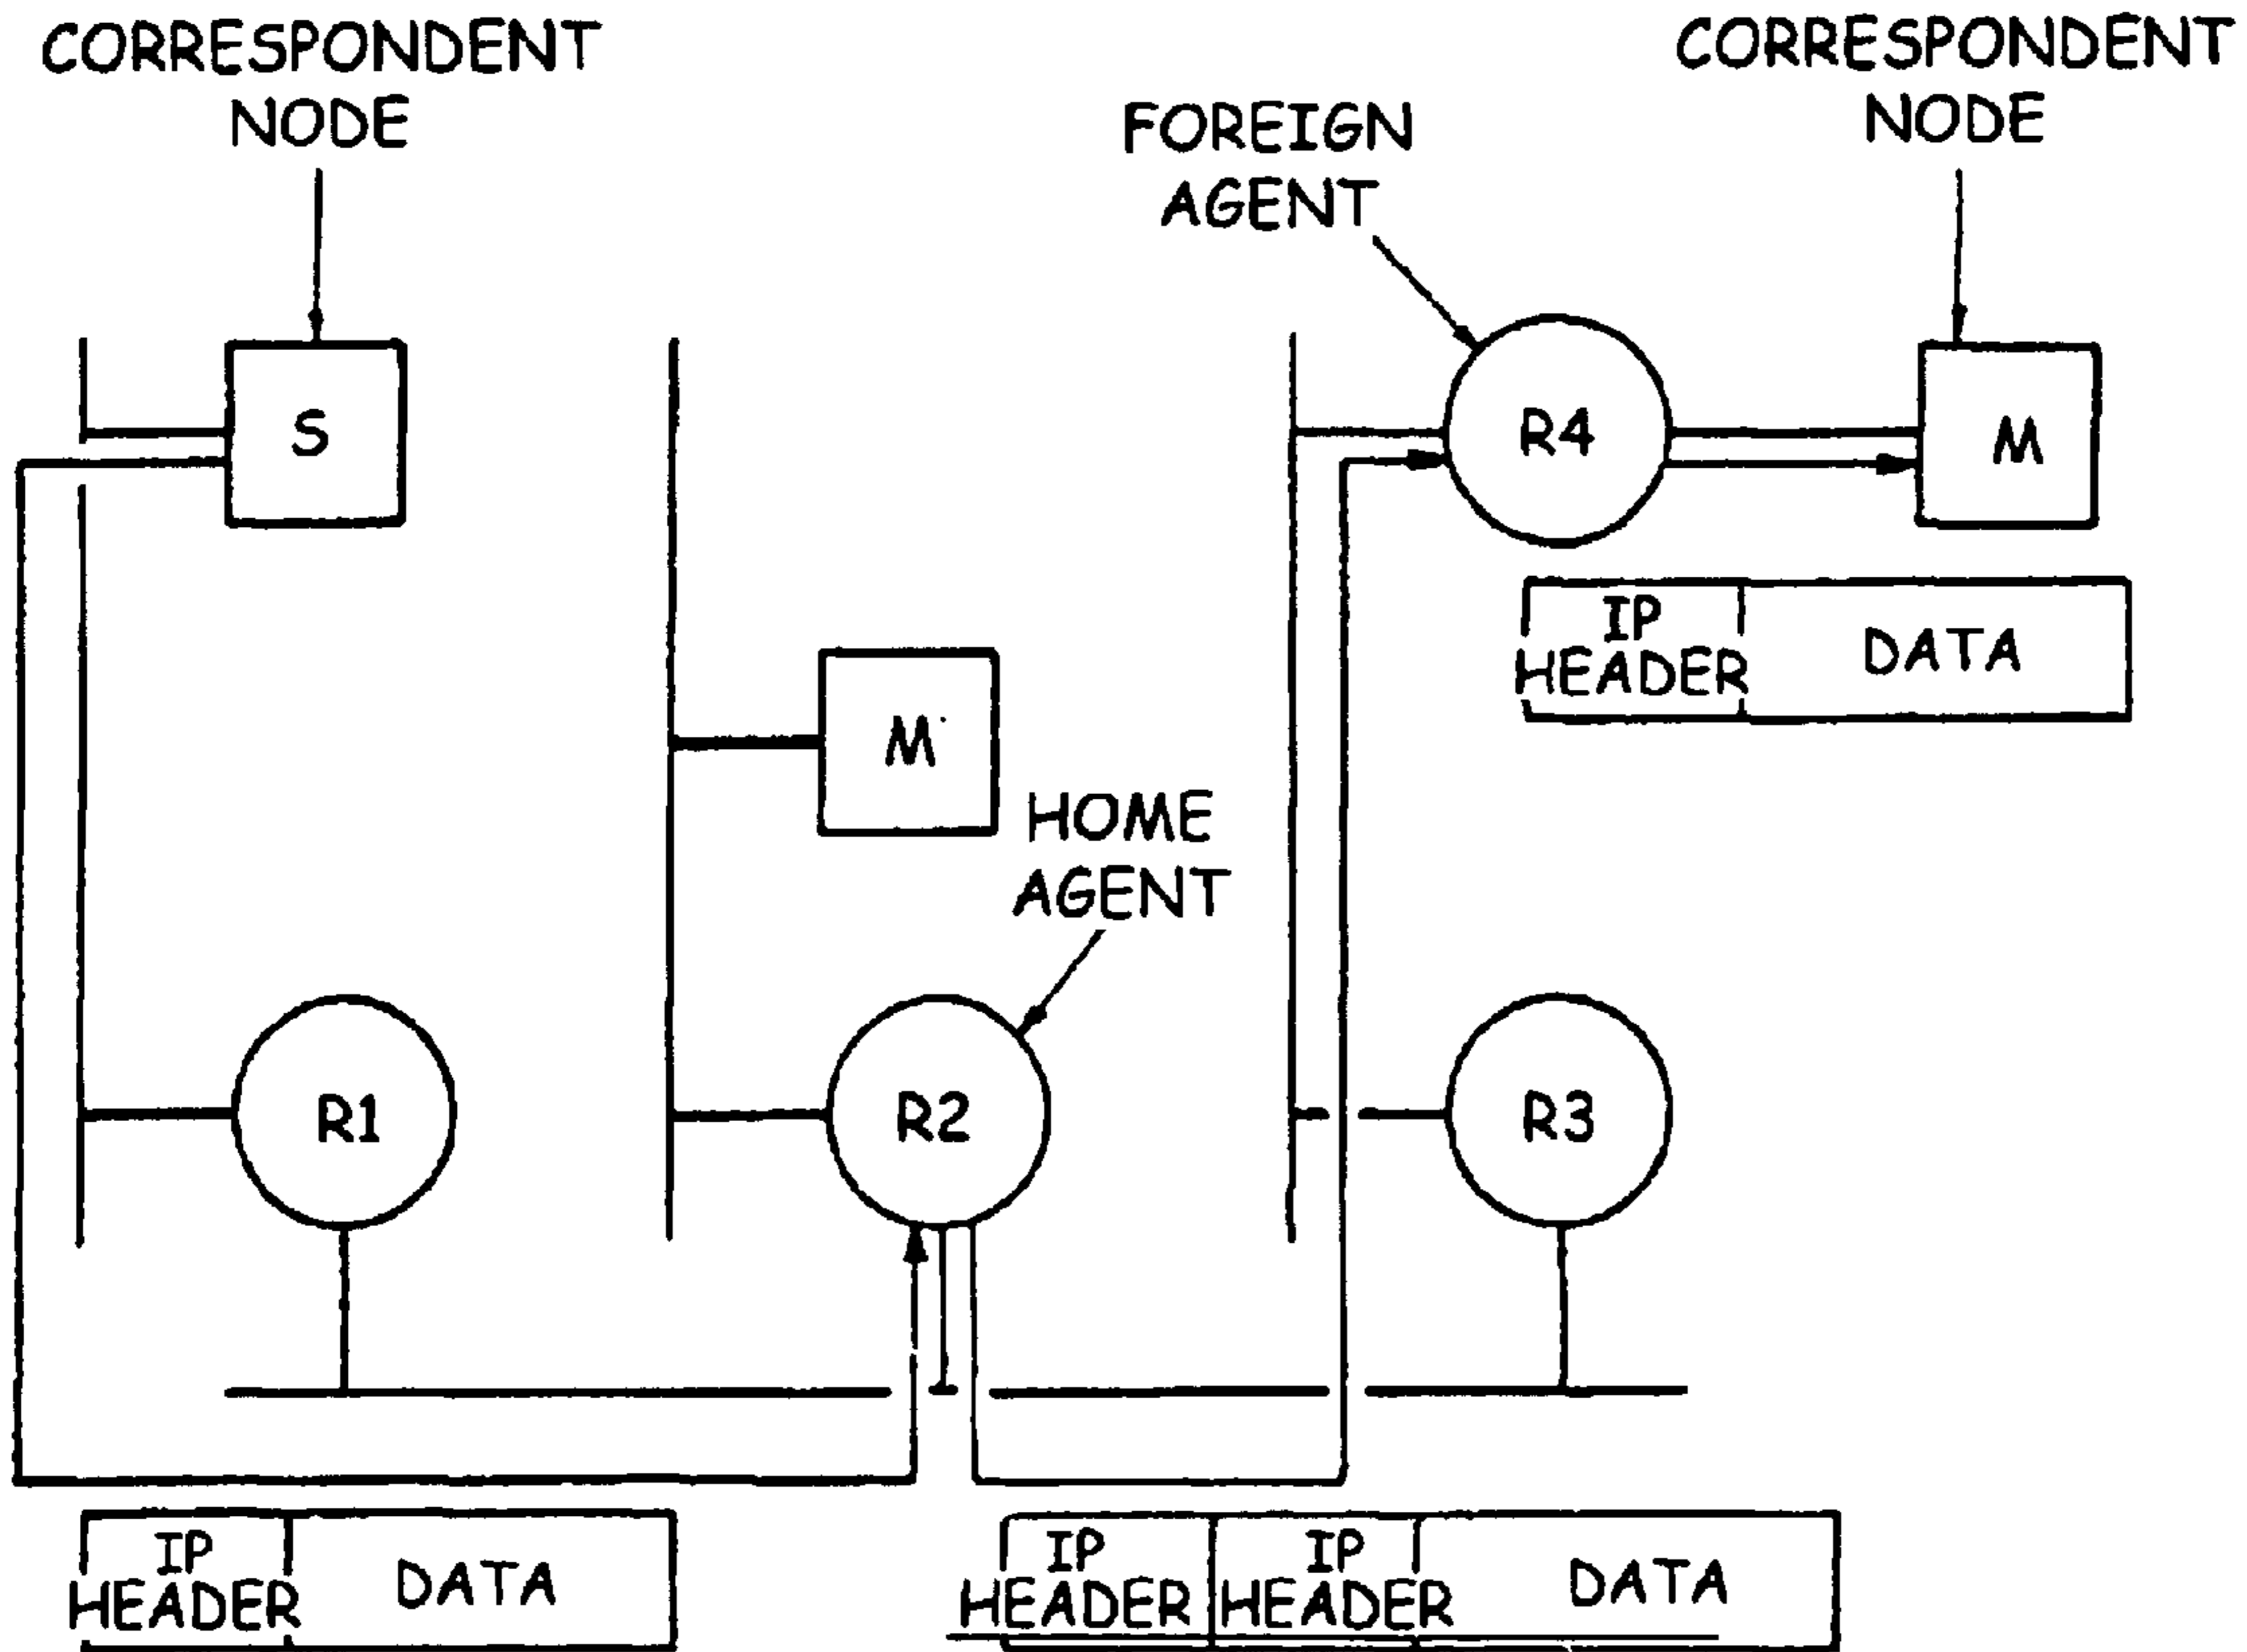 CORRESPONDENT
NODE
FOREIGN
AGENT
CORRESPONDENT
NODE
S
R4
M
IP
HEADER
DATA
M
HOME
AGENT
R1
R2
R3
IP
HEADER
DATA
IP
HEADER
IP
HEADER
DATA